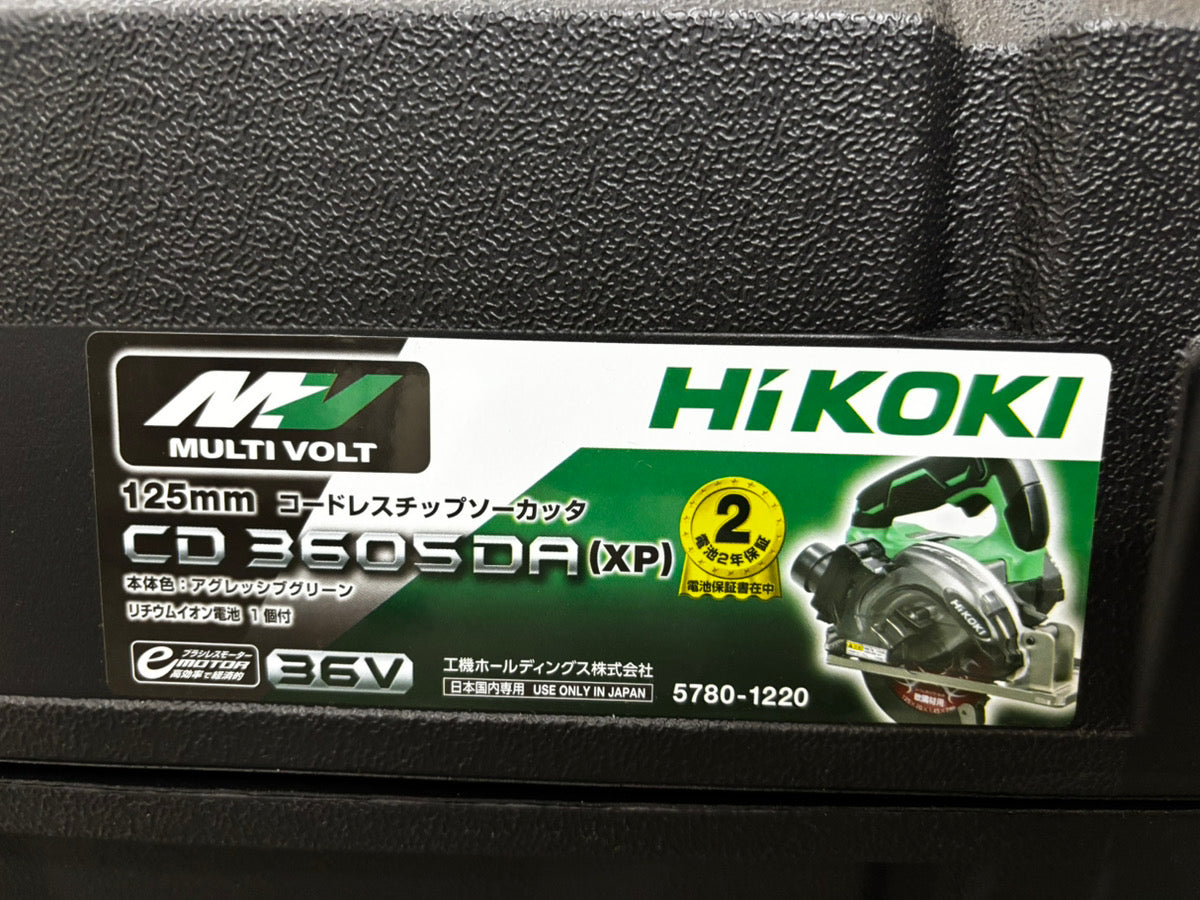 MV
MULTI VOLT
HiKOKI
125mm コードレスチップソーカッタ
CD 3605DA(XP)
本体色：アグレッシブグリーン
リチウムイオン電池 1個付
2
電池2年保証
電池保証書在中
HiKOKI
ブラシレスモーター
e MOTOR
高効率で経済的
36V
工機ホールディングス株式会社
日本国内専用 USE ONLY IN JAPAN
5780-1220
軟鋼材用